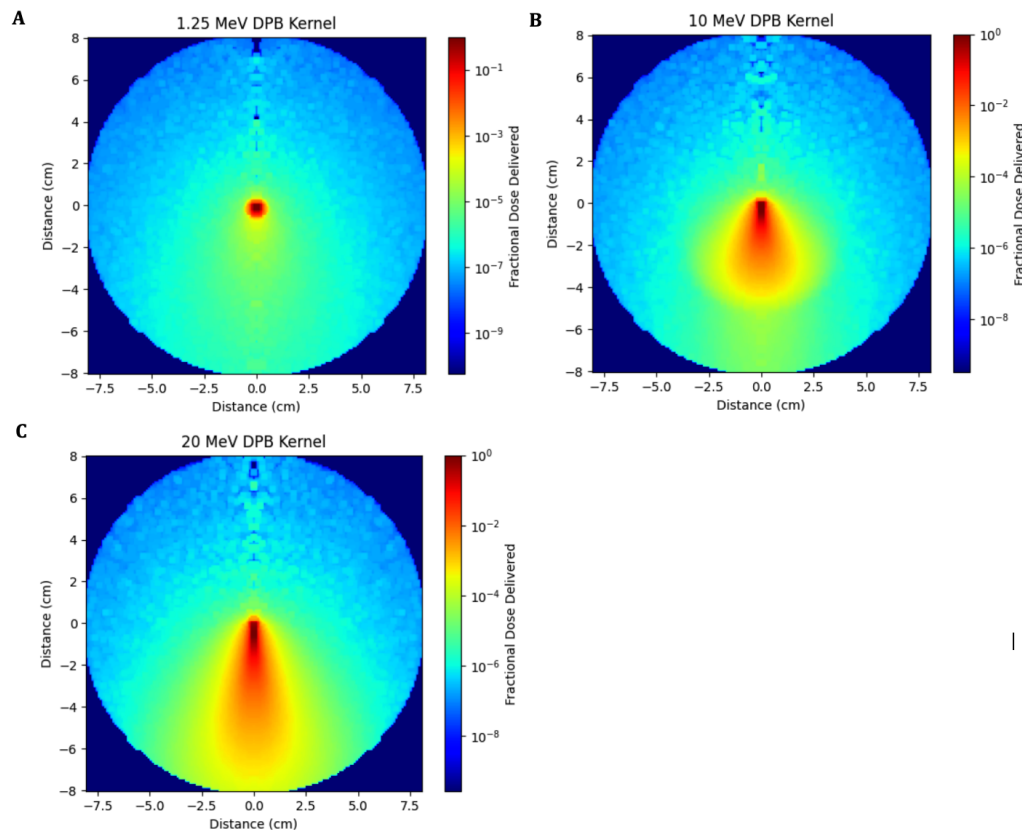 A
1.25 MeV DPB Kernel
8
6
4
2
0
−2
−4
−6
−8
−7.5 −5.0 −2.5 0.0 2.5 5.0 7.5
Distance (cm)
Distance (cm)
10⁻¹
10⁻³
10⁻⁵
10⁻⁷
10⁻⁹
Fractional Dose Delivered
B
10 MeV DPB Kernel
8
6
4
2
0
−2
−4
−6
−8
−7.5 −5.0 −2.5 0.0 2.5 5.0 7.5
Distance (cm)
Distance (cm)
10⁰
10⁻²
10⁻⁴
10⁻⁶
10⁻⁸
Fractional Dose Delivered
C
20 MeV DPB Kernel
8
6
4
2
0
−2
−4
−6
−8
−7.5 −5.0 −2.5 0.0 2.5 5.0 7.5
Distance (cm)
Distance (cm)
10⁰
10⁻²
10⁻⁴
10⁻⁶
10⁻⁸
Fractional Dose Delivered